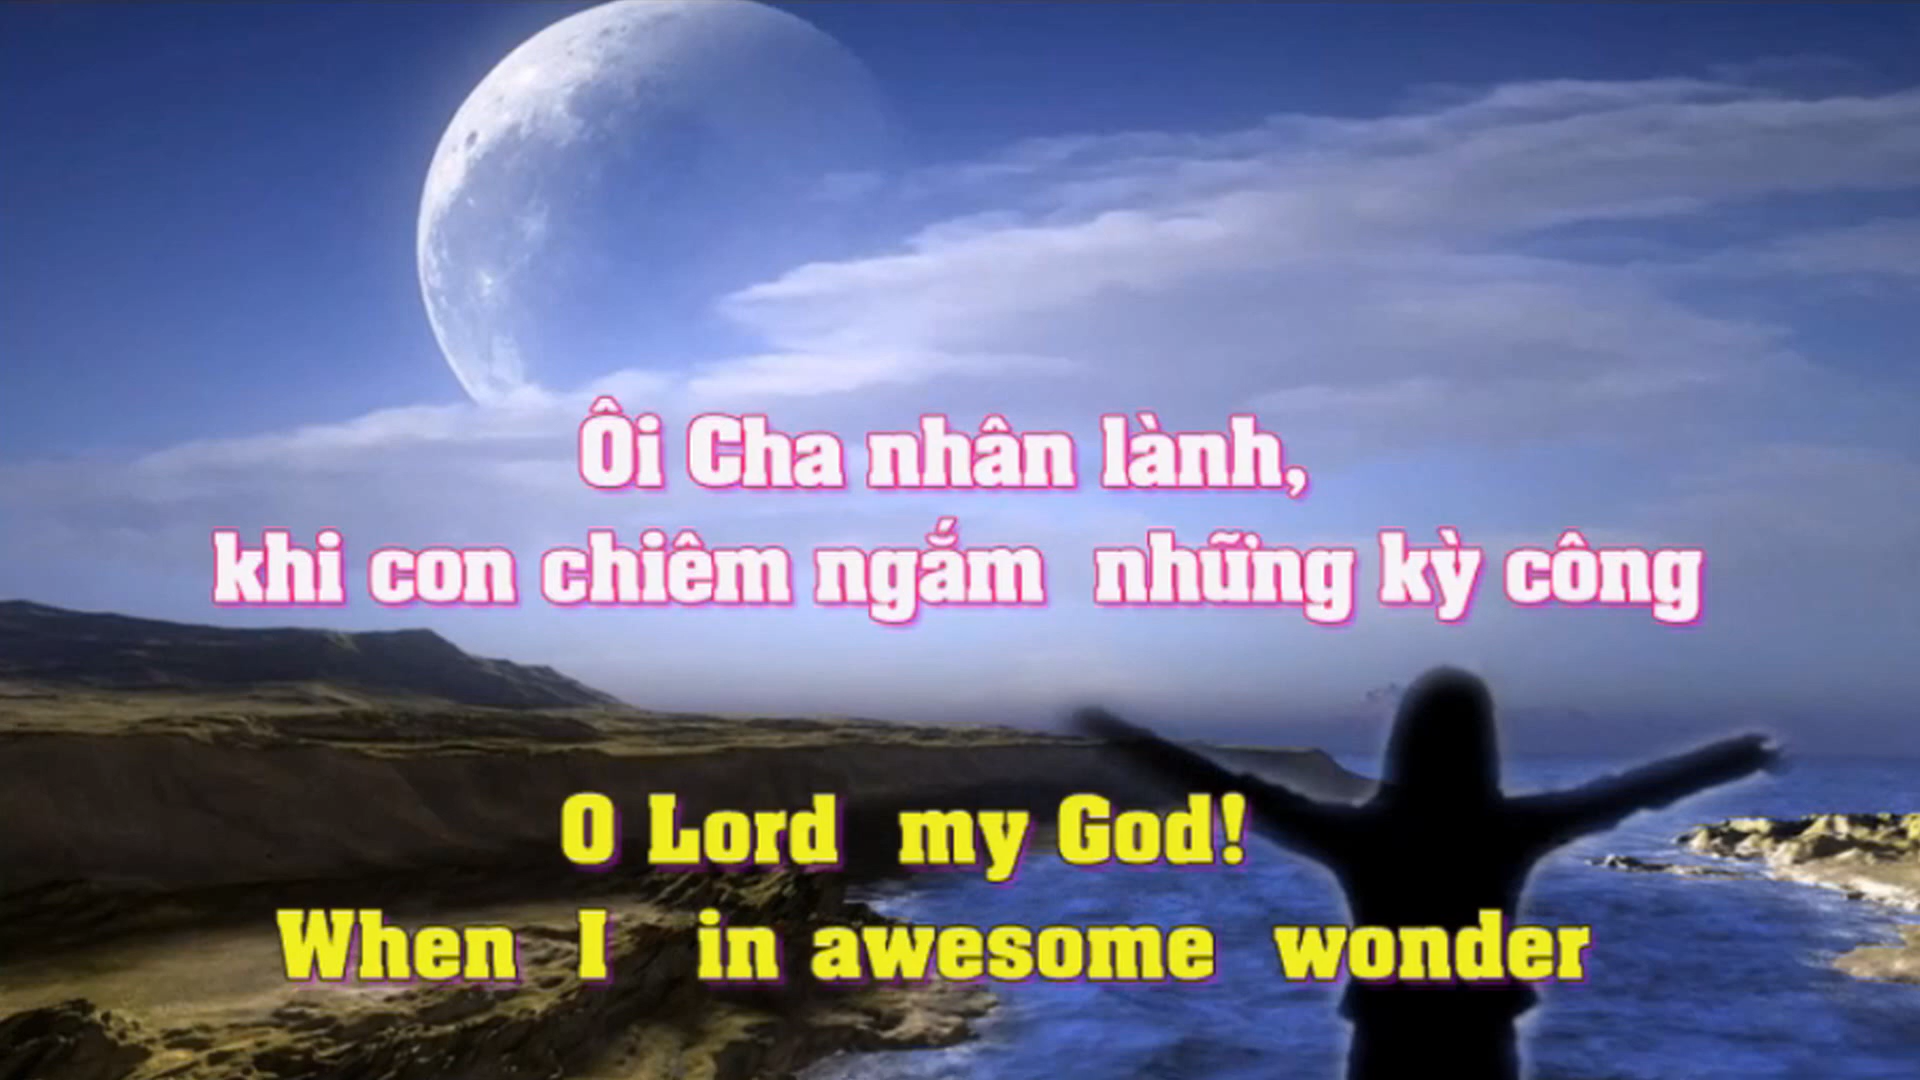 Ôi Cha nhân lành,
khi con chiêm ngắm những kỳ công
O Lord my God!
When I in awesome wonder